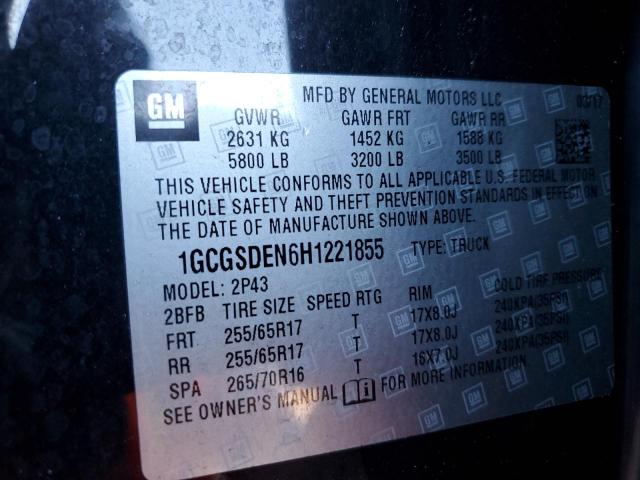 GM
MFD BY GENERAL MOTORS LLC 03/17
GVWR GAWR FRT GAWR RR
2631 KG 1452 KG 1588 KG
5800 LB 3200 LB 3500 LB
THIS VEHICLE CONFORMS TO ALL APPLICABLE U.S. FEDERAL MOTOR
VEHICLE SAFETY AND THEFT PREVENTION STANDARDS IN EFFECT ON
THE DATE OF MANUFACTURE SHOWN ABOVE.
1GCGSDEN6H1221855 TYPE: TRUCK
MODEL: 2P43
2BFB TIRE SIZE SPEED RTG RIM COLD TIRE PRESSURE
FRT 255/65R17 T 17X8.0J 240KPA(35PSI)
RR 255/65R17 T 17X8.0J 240KPA(35PSI)
SPA 265/70R16 T 16X7.0J 240KPA(35PSI)
SEE OWNER'S MANUAL FOR MORE INFORMATION